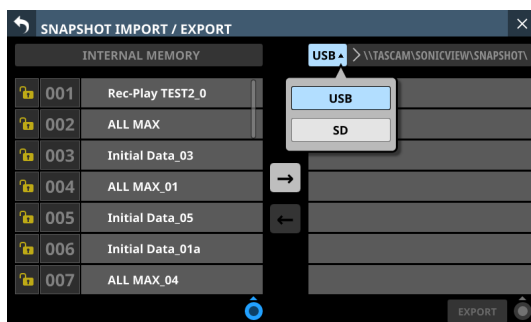 SNAPSHOT IMPORT / EXPORT
INTERNAL MEMORY
USB \\TASCAM\SONICVIEW\SNAPSHOT\
001 Rec-Play TEST2_0
002 ALL MAX
003 Initial Data_03
004 ALL MAX_01
005 Initial Data_05
006 Initial Data_01a
007 ALL MAX_04
USB
SD
EXPORT